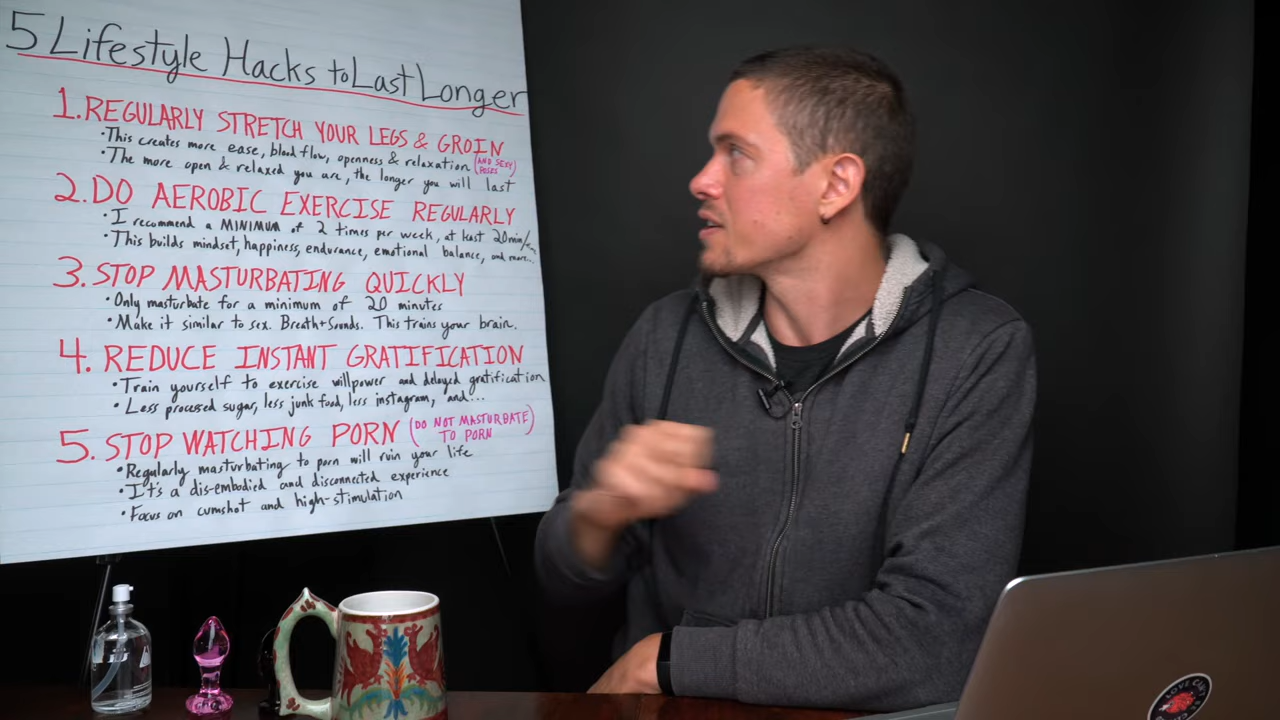 5 Lifestyle Hacks to Last Longer
1. REGULARLY STRETCH YOUR LEGS & GROIN
•This creates more ease, blood flow, openness & relaxation (AND SEXY
•The more open & relaxed you are, the longer you will last
2. DO AEROBIC EXERCISE REGULARLY
•I recommend a MINIMUM of 2 times per week, at least 20min/
•This builds mindset, happiness, endurance, emotional balance, and more...
3. STOP MASTURBATING QUICKLY
•Only masturbate for a minimum of 20 minutes
•Make it similar to sex. Breath+Sounds. This trains your brain.
4. REDUCE INSTANT GRATIFICATION
•Train yourself to exercise willpower and delayed gratification
•Less processed sugar, less junk food, less instagram, and...
5. STOP WATCHING PORN (DO NOT MASTURBATE
TO PORN)
•Regularly masturbating to porn will ruin your life
•It's a dis-embodied and disconnected experience
•Focus on cumshot and high-stimulation
I LOVE